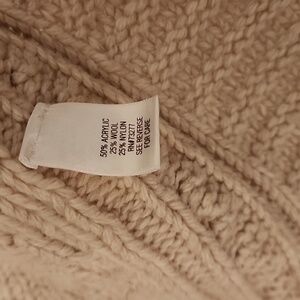 50% ACRYLIC
25% WOOL
25% NYLON
RN#73277
SEE REVERSE
FOR CARE